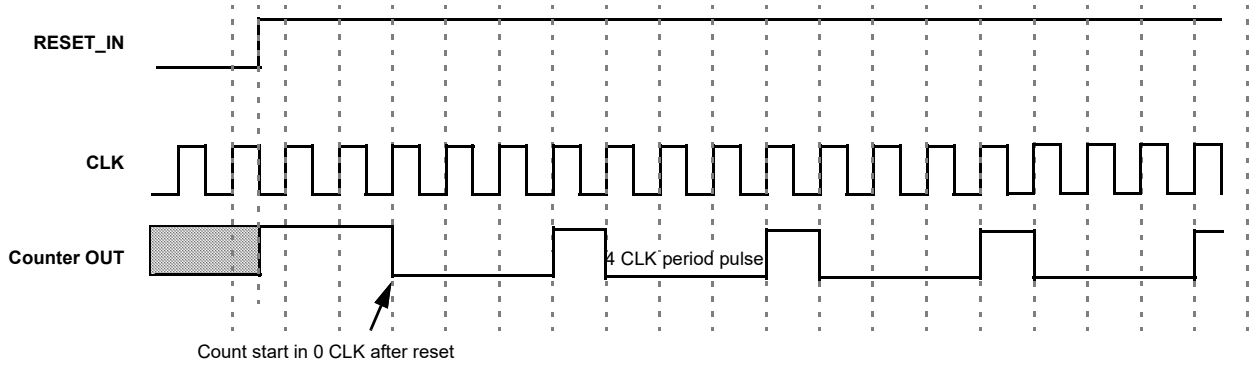 RESET_IN
CLK
Counter OUT
4 CLK period pulse
Count start in 0 CLK after reset